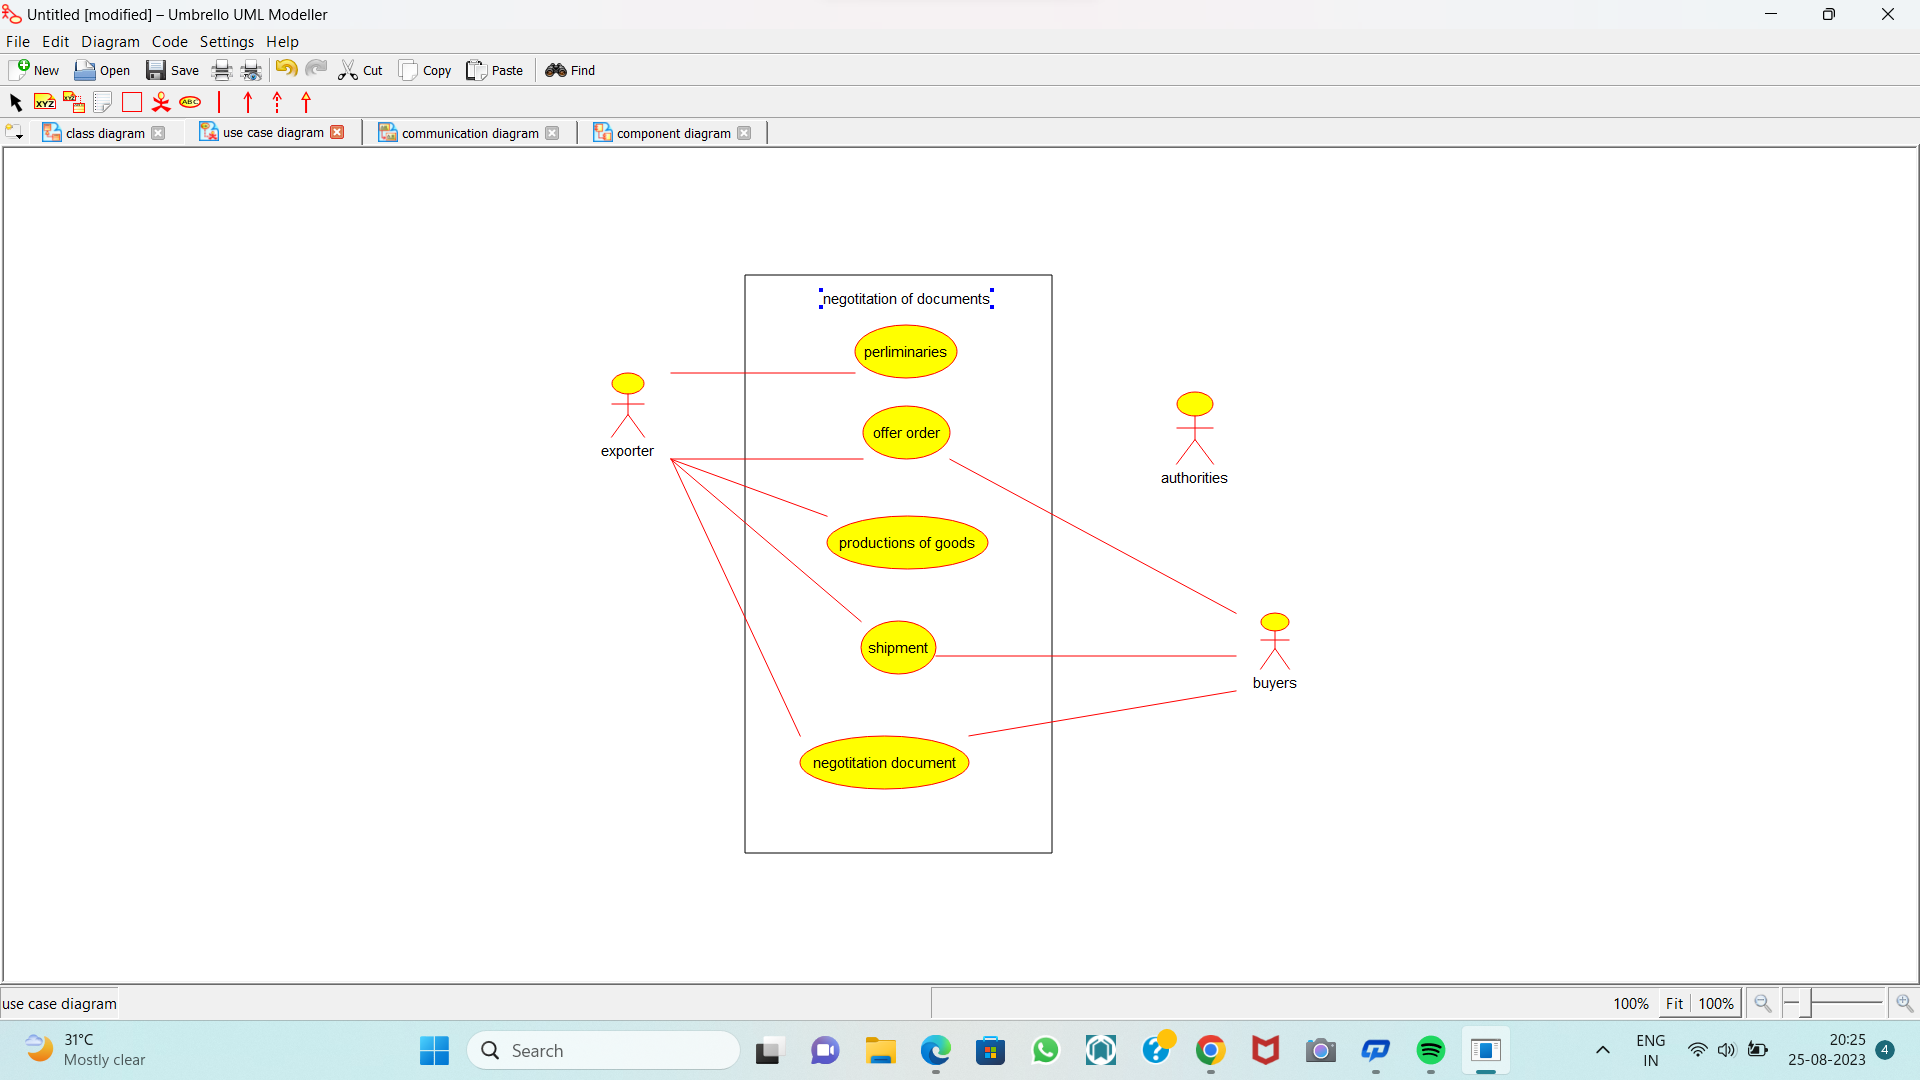 Untitled [modified] – Umbrello UML Modeller
File Edit Diagram Code Settings Help
New Open Save Cut Copy Paste Find
XYZ XYZ ABC
class diagram use case diagram communication diagram component diagram
negotitation of documents
perliminaries
offer order
exporter
authorities
productions of goods
shipment
buyers
negotitation document
use case diagram 100% Fit 100%
31°C
Mostly clear
Search
ENG
IN
20:25
25-08-2023
4